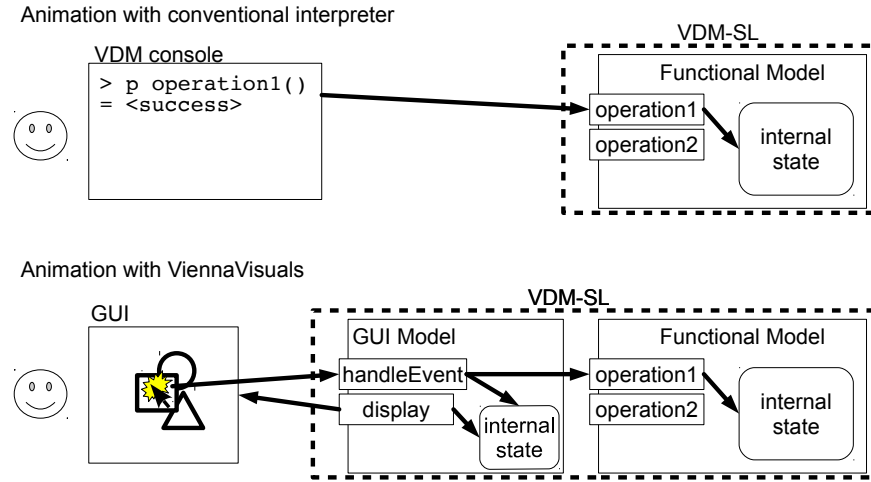 Animation with conventional interpreter
VDM-SL
VDM console
Functional Model
> p operation1()
= <success>
operation1
operation2
internal
state
Animation with ViennaVisuals
VDM-SL
GUI
GUI Model
Functional Model
handleEvent
display
internal
state
operation1
operation2
internal
state